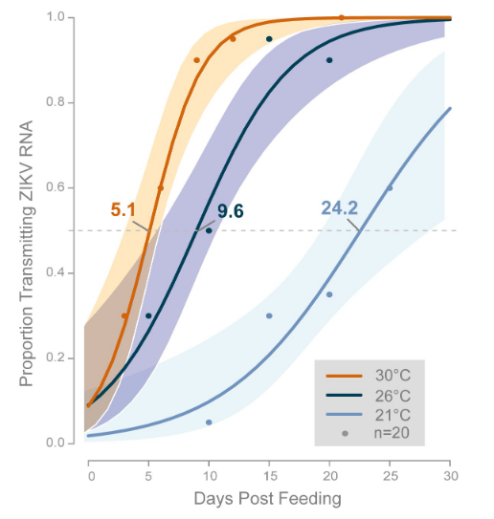 Proportion Transmitting ZIKV RNA
1.0
0.8
0.6
0.4
0.2
0.0
5.1
9.6
24.2
30°C
26°C
21°C
n=20
0 5 10 15 20 25 30
Days Post Feeding